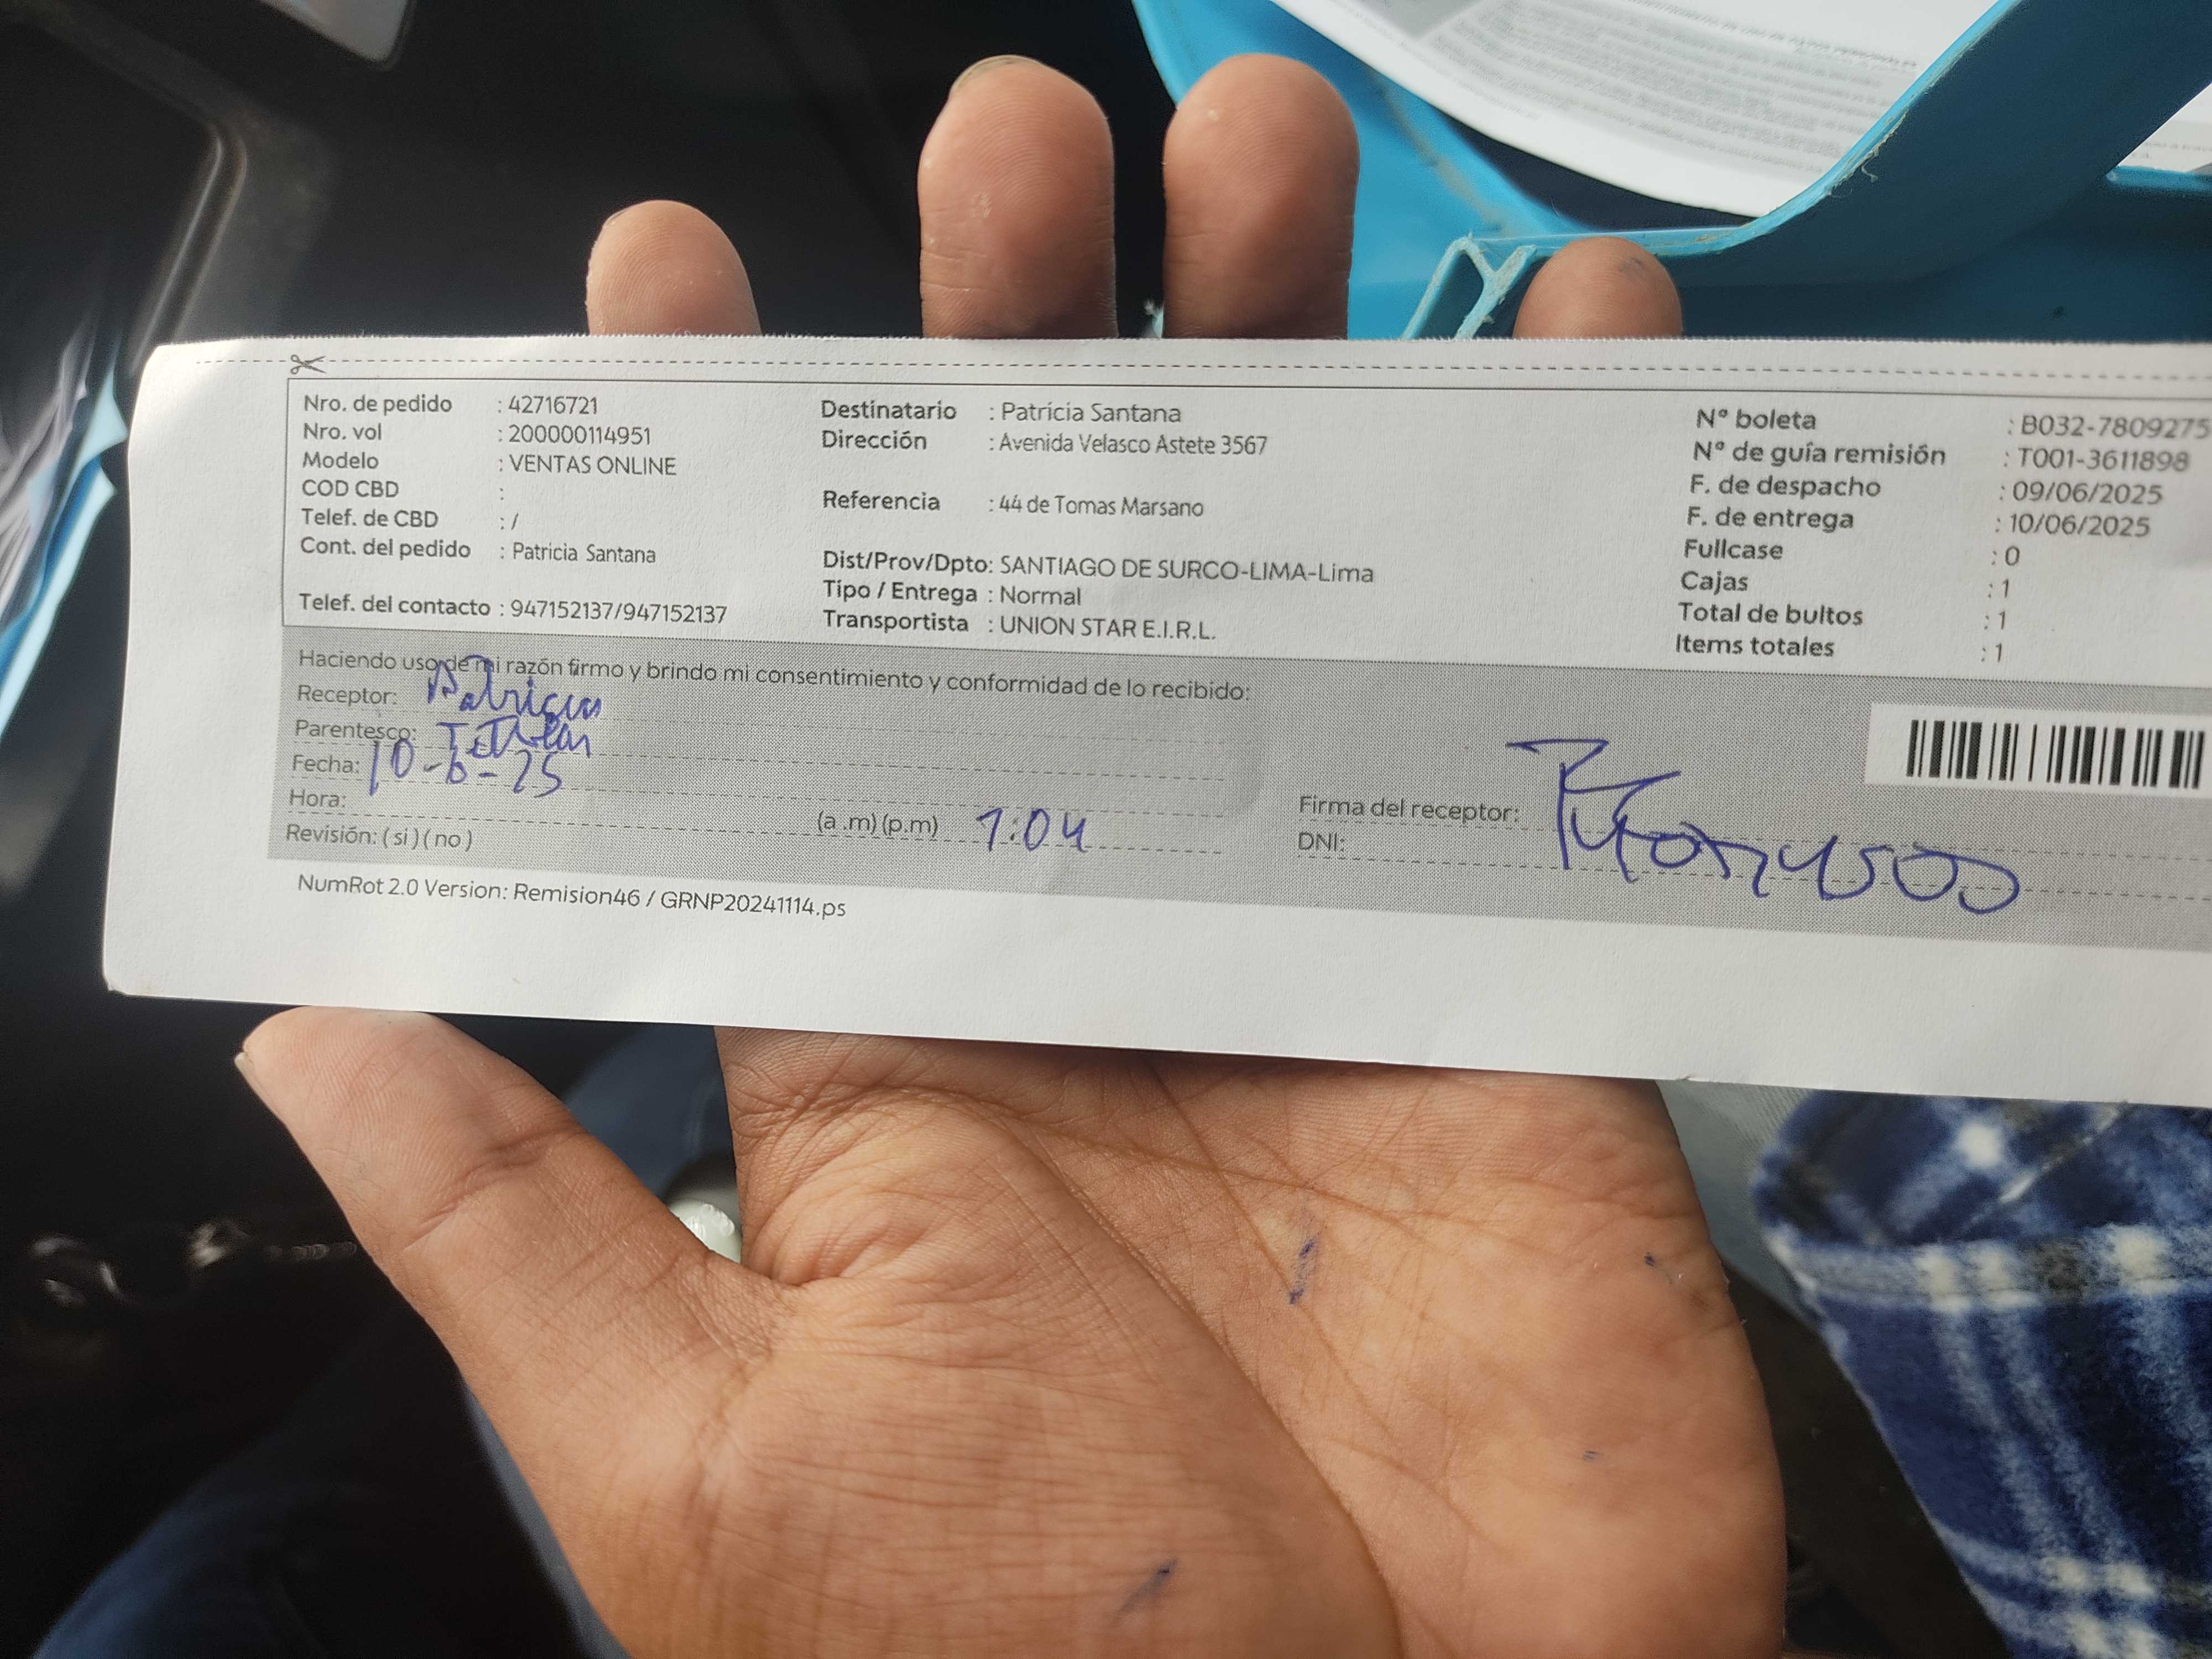 Nro. de pedido : 42716721
Nro. vol : 200000114951
Modelo : VENTAS ONLINE
COD CBD :
Telef. de CBD : /
Cont. del pedido : Patricia Santana
Telef. del contacto : 947152137/947152137
Destinatario : Patricia Santana
Dirección : Avenida Velasco Astete 3567
Referencia : 44 de Tomas Marsano
Dist/Prov/Dpto: SANTIAGO DE SURCO-LIMA-Lima
Tipo / Entrega : Normal
Transportista : UNION STAR E.I.R.L.
N° boleta : B032-7809275
N° de guía remisión : T001-3611898
F. de despacho : 09/06/2025
F. de entrega : 10/06/2025
Fullcase : 0
Cajas : 1
Total de bultos : 1
Items totales : 1
Haciendo uso de mi razón firmo y brindo mi consentimiento y conformidad de lo recibido:
Receptor: Patricia
Parentesco: Titular
Fecha: 10-6-25
Hora: (a .m) (p.m) 1:04
Revisión: ( si ) ( no )
Firma del receptor:
DNI:
NumRot 2.0 Version: Remision46 / GRNP20241114.ps